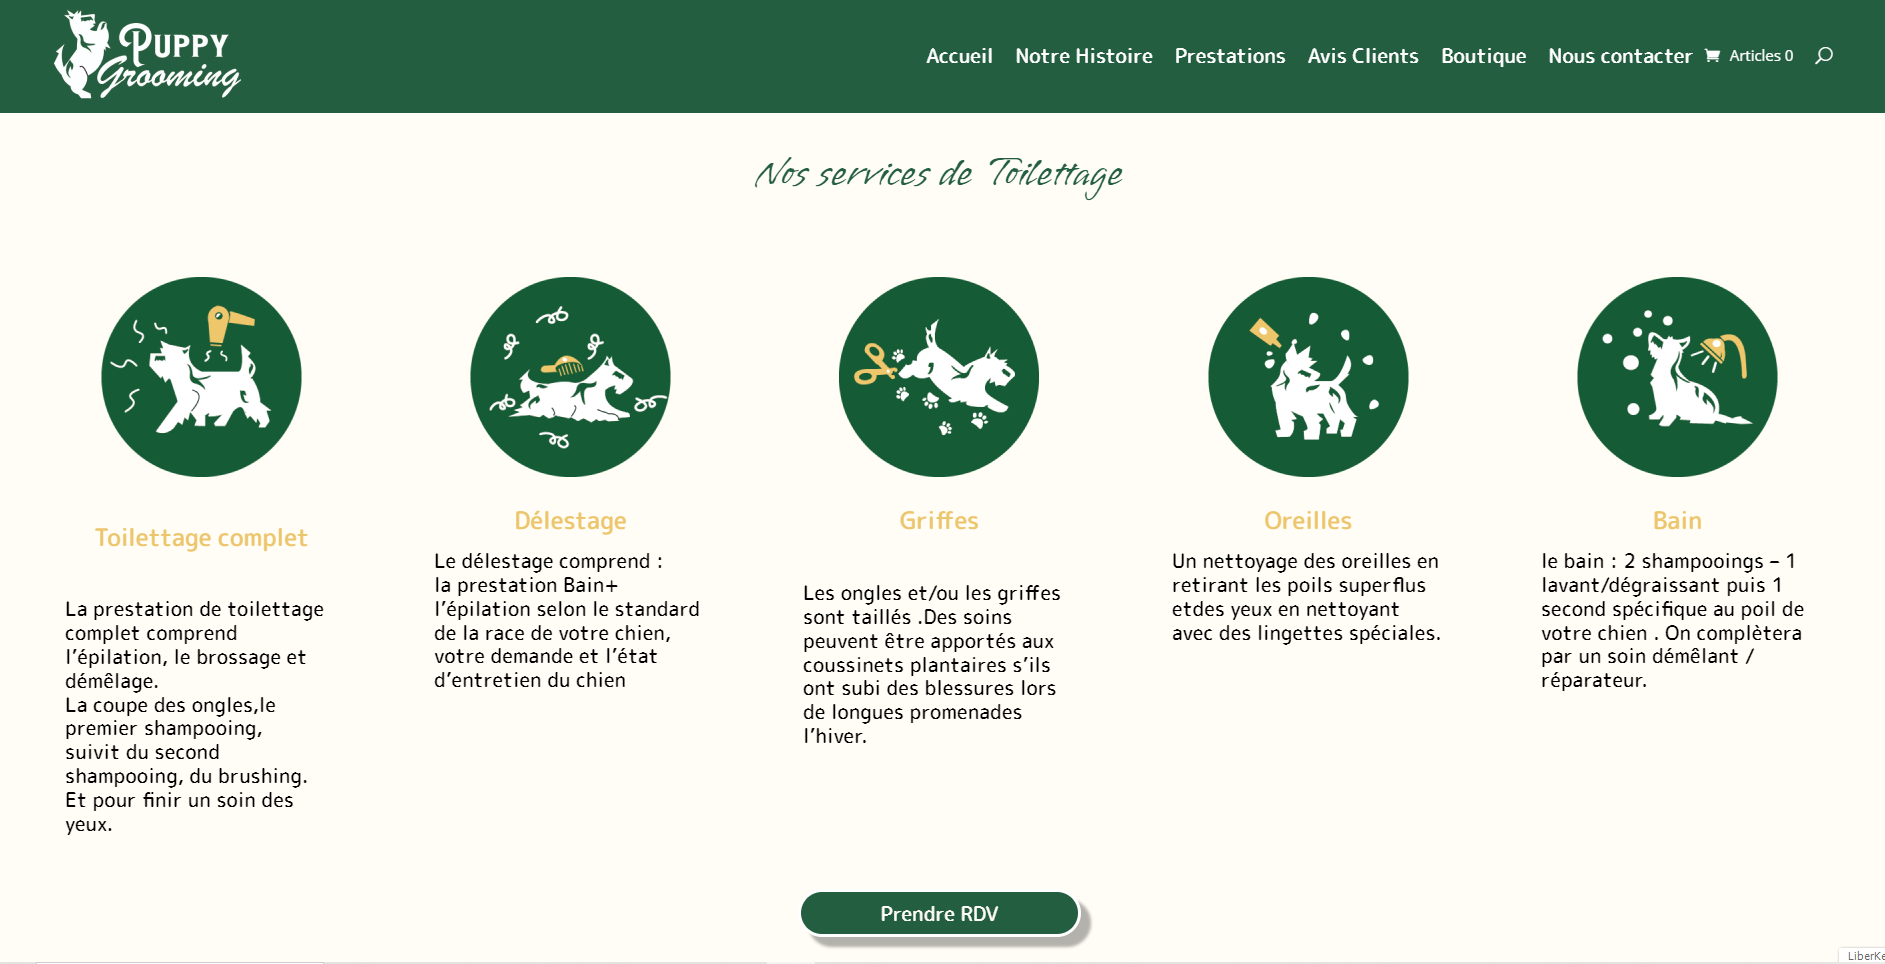 Puppy
Grooming
Accueil
Notre Histoire
Prestations
Avis Clients
Boutique
Nous contacter
Articles 0
Nos services de Toilettage
Toilettage complet
La prestation de toilettage
complet comprend
l’épilation, le brossage et
démêlage.
La coupe des ongles,le
premier shampooing,
suivit du second
shampooing, du brushing.
Et pour finir un soin des
yeux.
Délestage
Le délestage comprend :
la prestation Bain+
l’épilation selon le standard
de la race de votre chien,
votre demande et l’état
d’entretien du chien
Griffes
Les ongles et/ou les griffes
sont taillés .Des soins
peuvent être apportés aux
coussinets plantaires s’ils
ont subi des blessures lors
de longues promenades
l’hiver.
Oreilles
Un nettoyage des oreilles en
retirant les poils superflus
etdes yeux en nettoyant
avec des lingettes spéciales.
Bain
le bain : 2 shampooings – 1
lavant/dégraissant puis 1
second spécifique au poil de
votre chien . On complètera
par un soin démêlant /
réparateur.
Prendre RDV
LiberKe